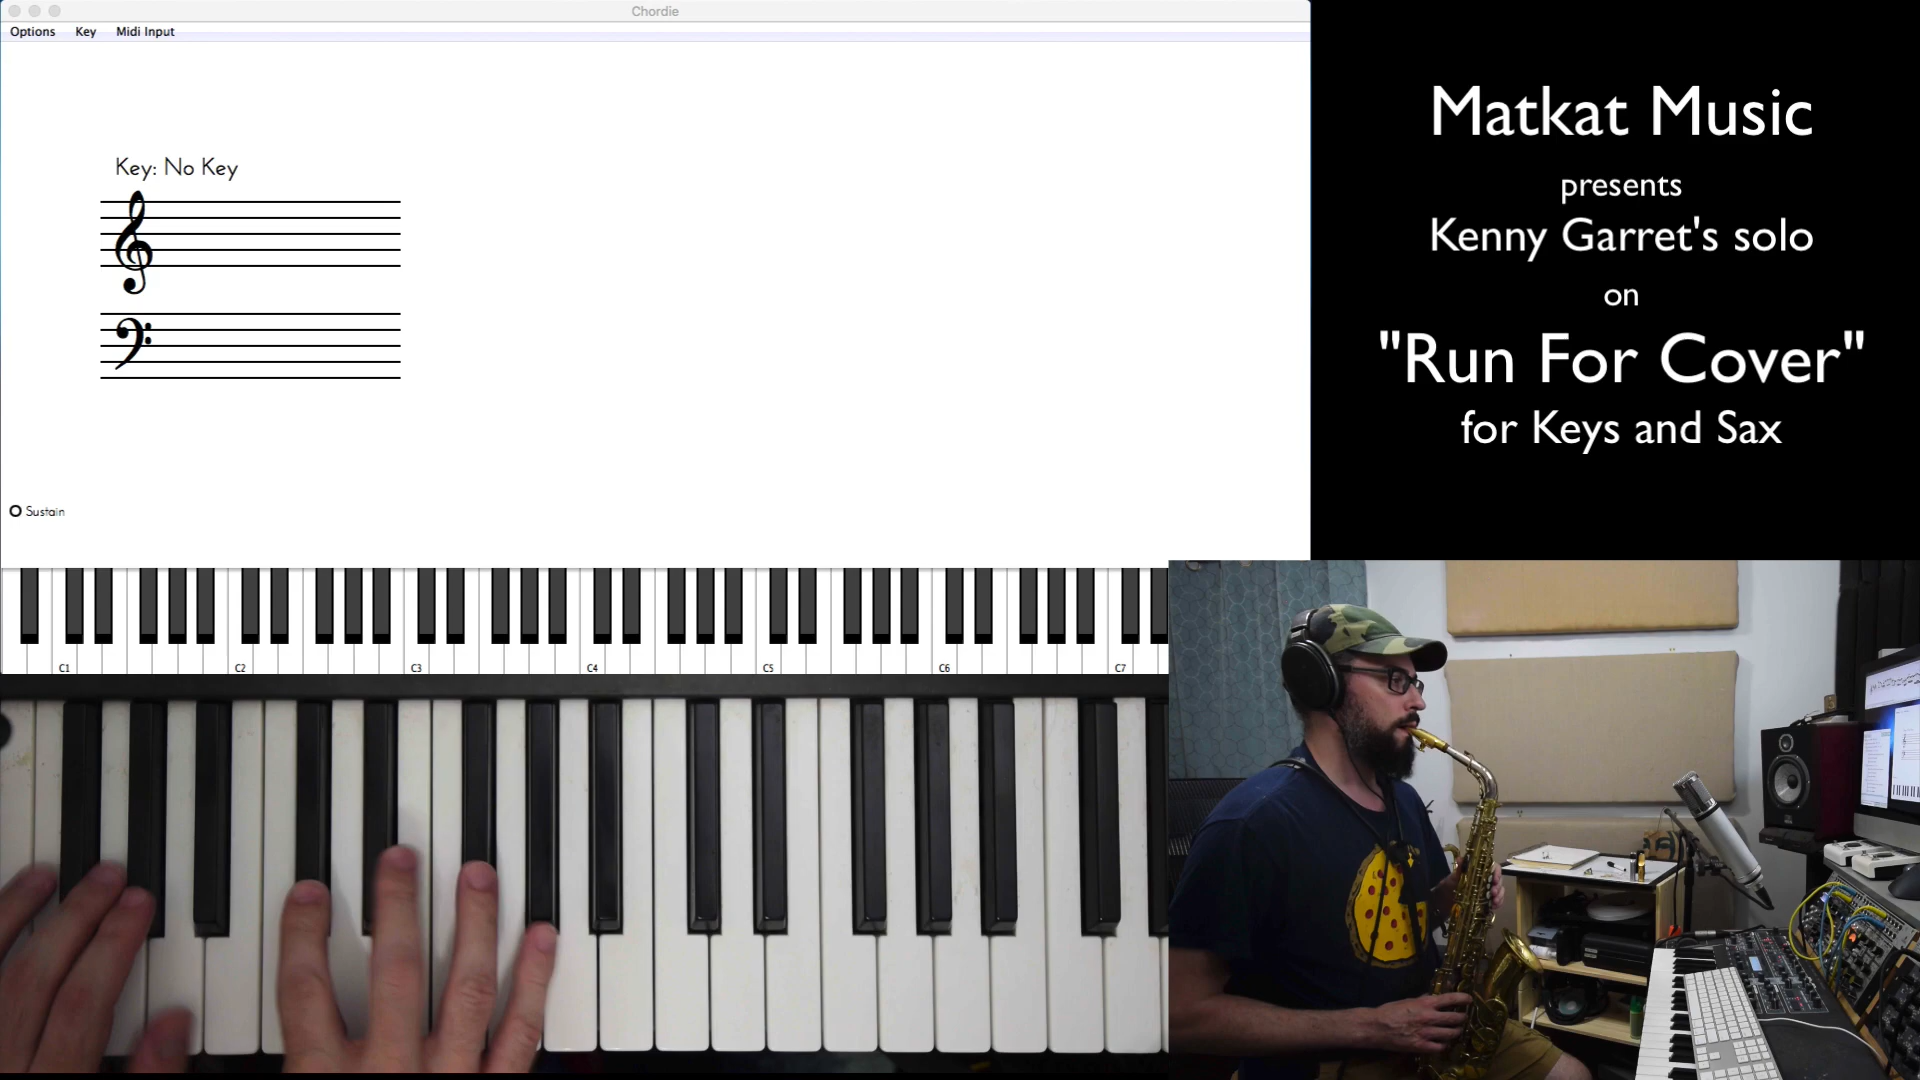 Chordie
Options Key Midi Input
Key: No Key
Sustain
C1 C2 C3 C4 C5 C6 C7
Matkat Music
presents
Kenny Garret's solo
on
"Run For Cover"
for Keys and Sax